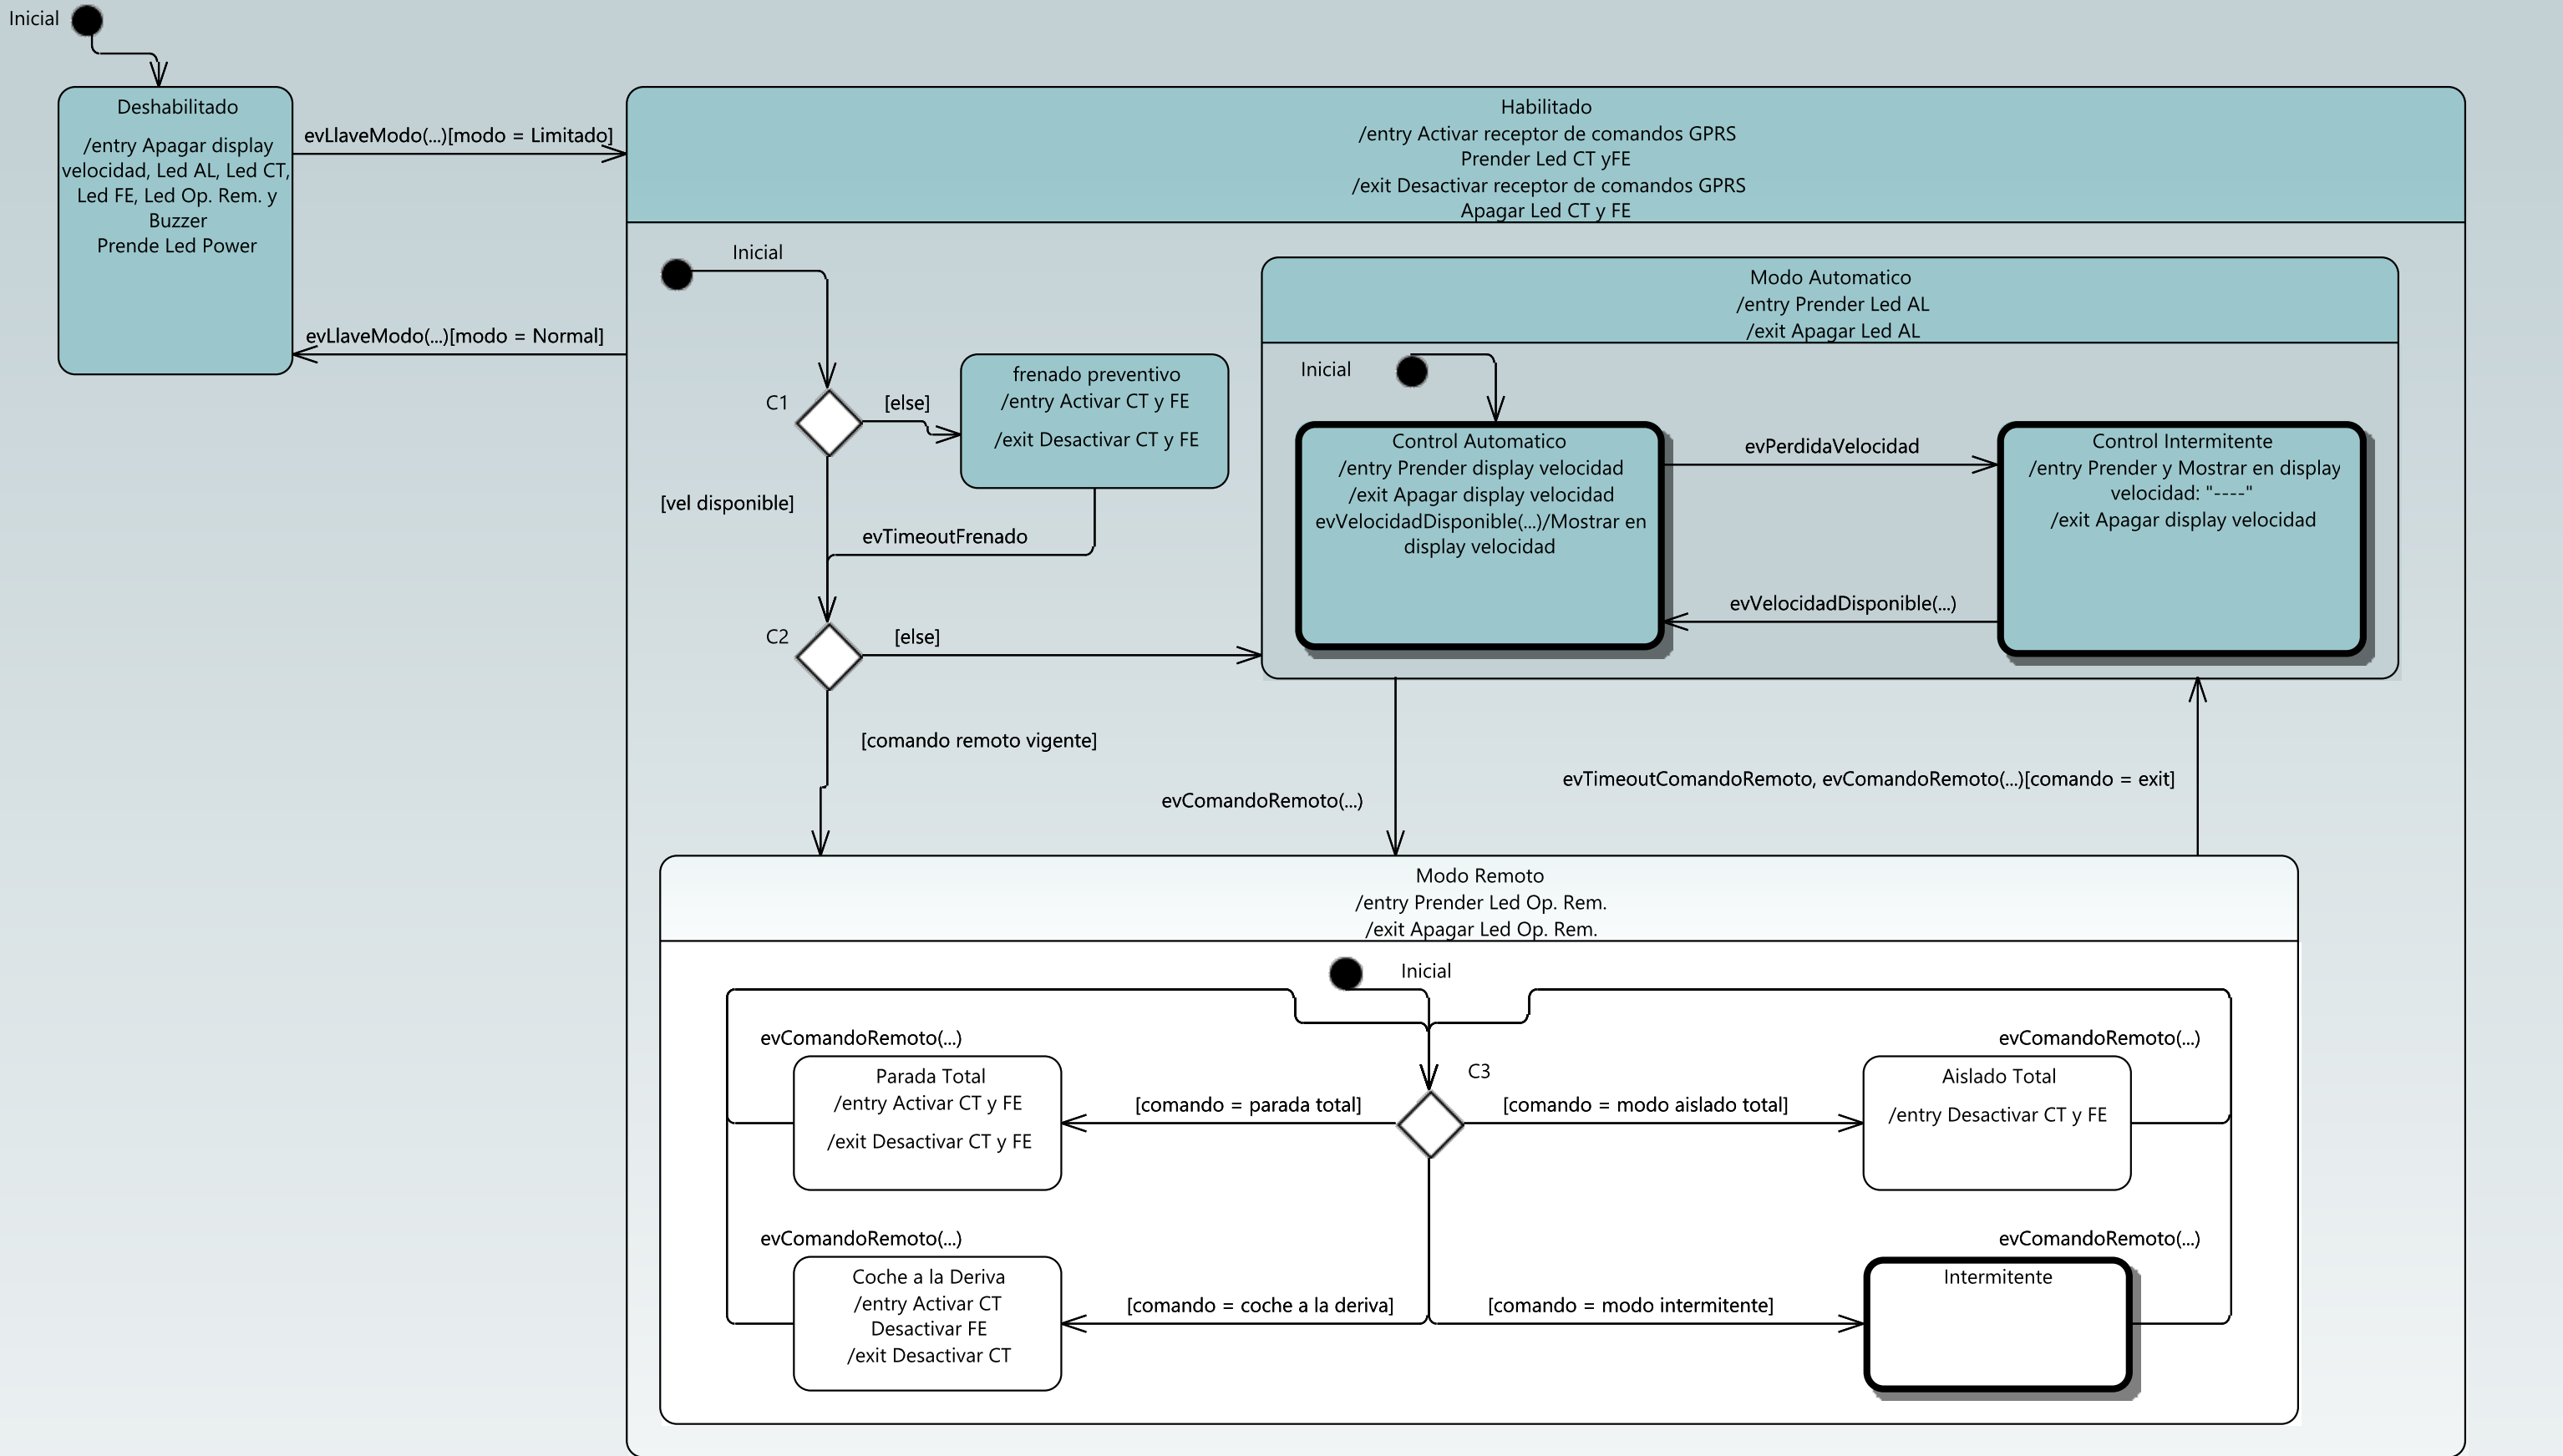 Inicial
Deshabilitado
/entry Apagar display
velocidad, Led AL, Led CT,
Led FE, Led Op. Rem. y
Buzzer
Prende Led Power
evLlaveModo(...)[modo = Limitado]
evLlaveModo(...)[modo = Normal]
Habilitado
/entry Activar receptor de comandos GPRS
Prender Led CT yFE
/exit Desactivar receptor de comandos GPRS
Apagar Led CT y FE
Inicial
C1
[else]
frenado preventivo
/entry Activar CT y FE
/exit Desactivar CT y FE
[vel disponible]
evTimeoutFrenado
C2
[else]
[comando remoto vigente]
Modo Automatico
/entry Prender Led AL
/exit Apagar Led AL
Inicial
Control Automatico
/entry Prender display velocidad
/exit Apagar display velocidad
evVelocidadDisponible(...)/Mostrar en
display velocidad
evPerdidaVelocidad
evVelocidadDisponible(...)
Control Intermitente
/entry Prender y Mostrar en display
velocidad: "----"
/exit Apagar display velocidad
evComandoRemoto(...)
evTimeoutComandoRemoto, evComandoRemoto(...)[comando = exit]
Modo Remoto
/entry Prender Led Op. Rem.
/exit Apagar Led Op. Rem.
Inicial
C3
evComandoRemoto(...)
Parada Total
/entry Activar CT y FE
/exit Desactivar CT y FE
[comando = parada total]
[comando = modo aislado total]
evComandoRemoto(...)
Aislado Total
/entry Desactivar CT y FE
evComandoRemoto(...)
Coche a la Deriva
/entry Activar CT
Desactivar FE
/exit Desactivar CT
[comando = coche a la deriva]
[comando = modo intermitente]
evComandoRemoto(...)
Intermitente